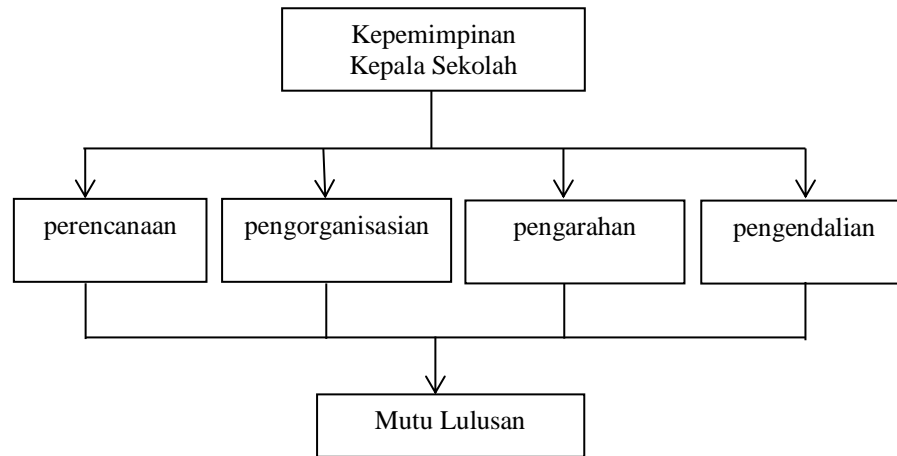 Kepemimpinan
Kepala Sekolah
perencanaan
pengorganisasian
pengarahan
pengendalian
Mutu Lulusan